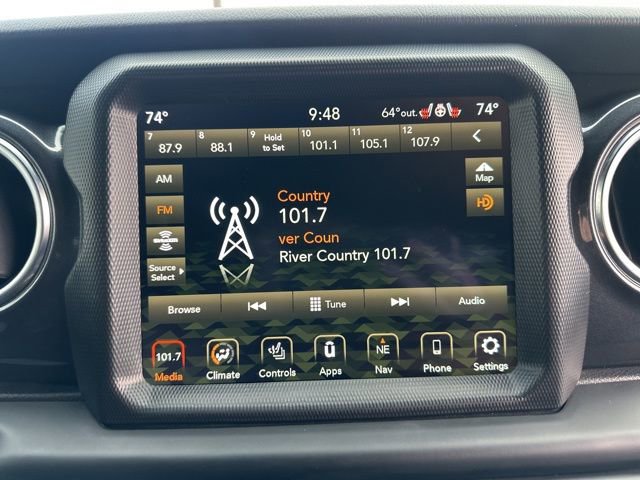 74° 9:48 64°out. 74°
7 8 9 Hold 10 11 12
87.9 88.1 to Set 101.1 105.1 107.9
AM
Map
FM
HD
Country
101.7
SiriusXM
ver Coun
River Country 101.7
Source
Select
Browse Tune Audio
101.7 NE
Media Climate Controls Apps Nav Phone Settings